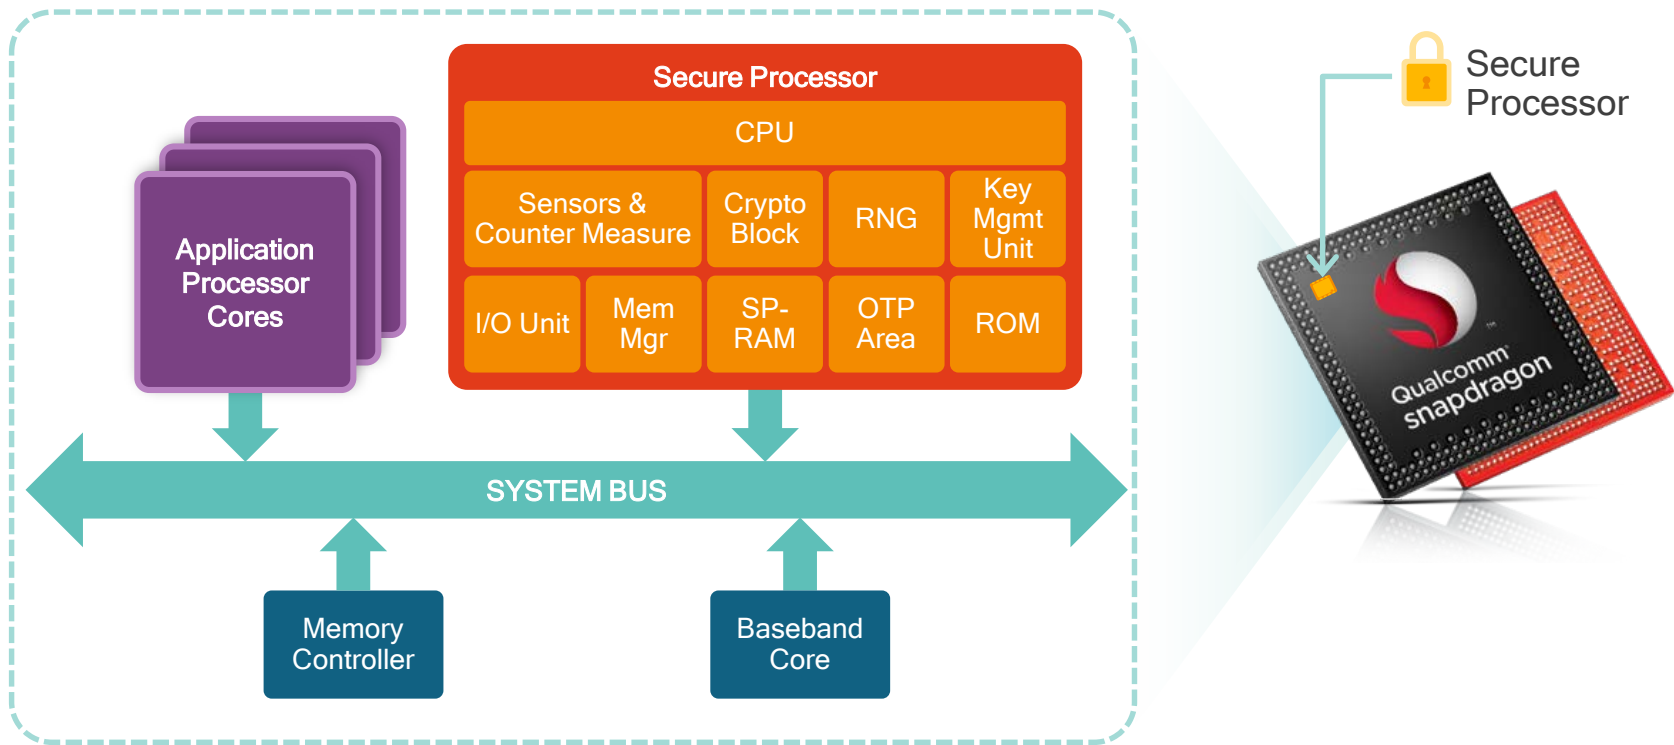 Secure Processor
CPU
Sensors &
Counter Measure
Crypto
Block
RNG
Key
Mgmt
Unit
I/O Unit
Mem
Mgr
SP-
RAM
OTP
Area
ROM
Application
Processor
Cores
SYSTEM BUS
Memory
Controller
Baseband
Core
Secure
Processor
Qualcomm
snapdragon
™